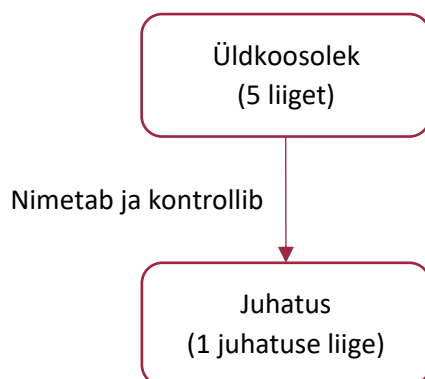 Üldkoosolek
(5 liiget)
Nimetab ja kontrollib
Juhatus
(1 juhatuse liige)